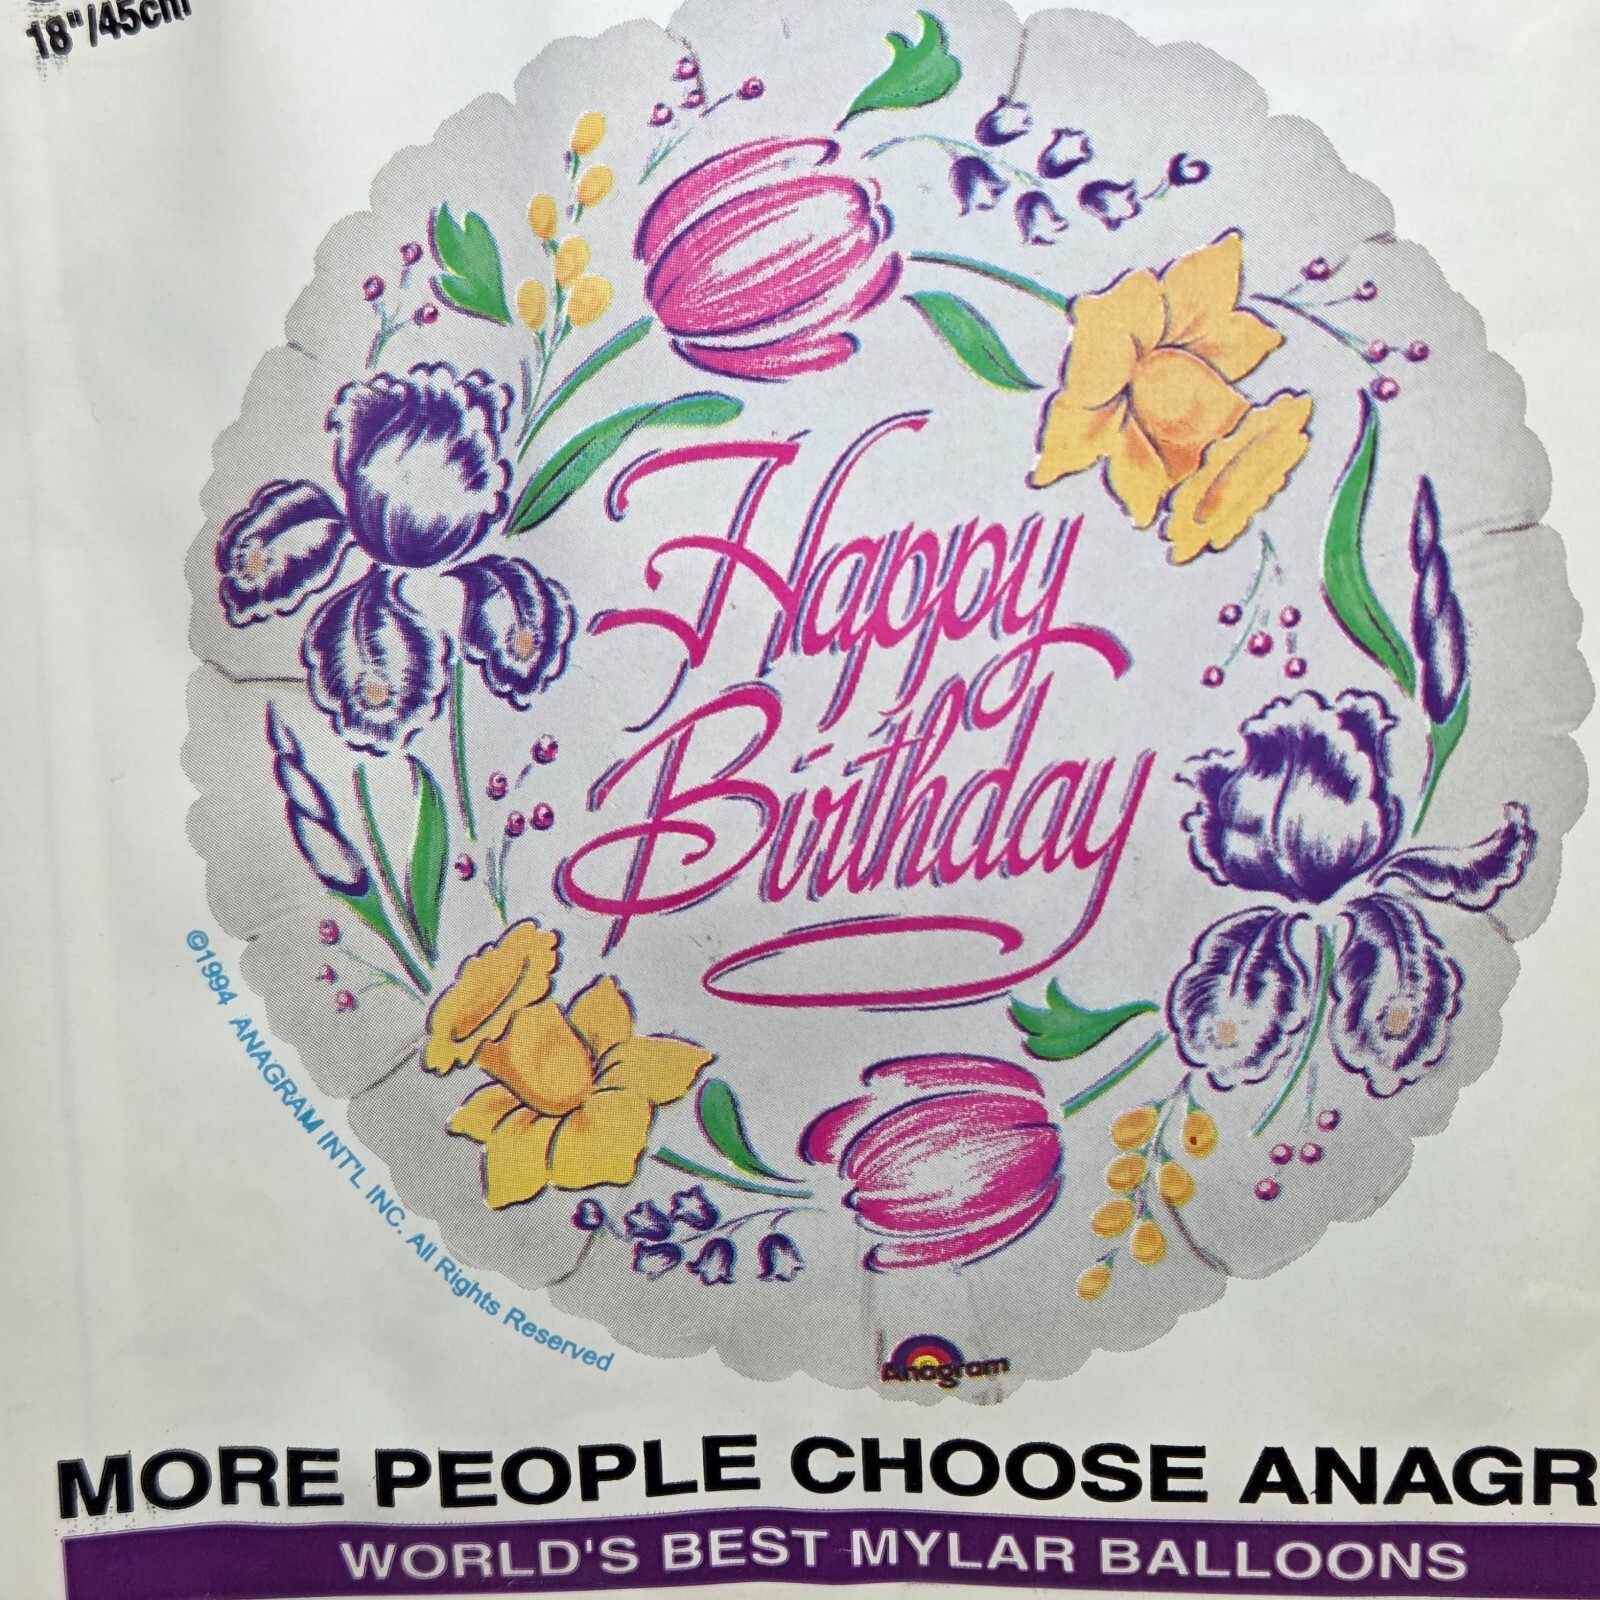 18"/45cm
Happy
Birthday
©1994 ANAGRAM INT'L INC. All Rights Reserved
Anagram
MORE PEOPLE CHOOSE ANAGR
WORLD'S BEST MYLAR BALLOONS